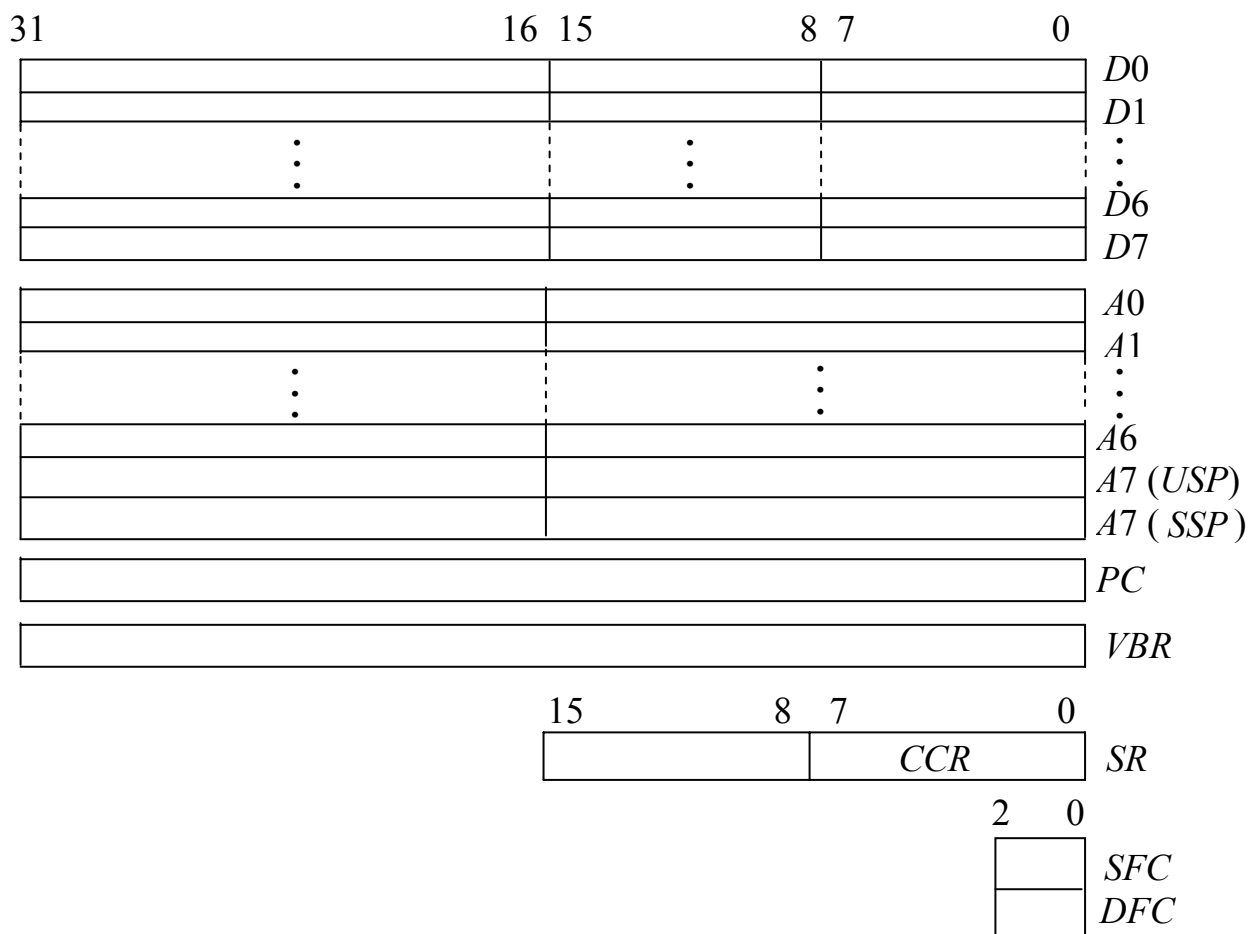 31 16 15 8 7 0
D0
D1
D6
D7
A0
A1
A6
A7 (USP)
A7 ( SSP )
PC
VBR
15 8 7 0
CCR SR
2 0
SFC
DFC